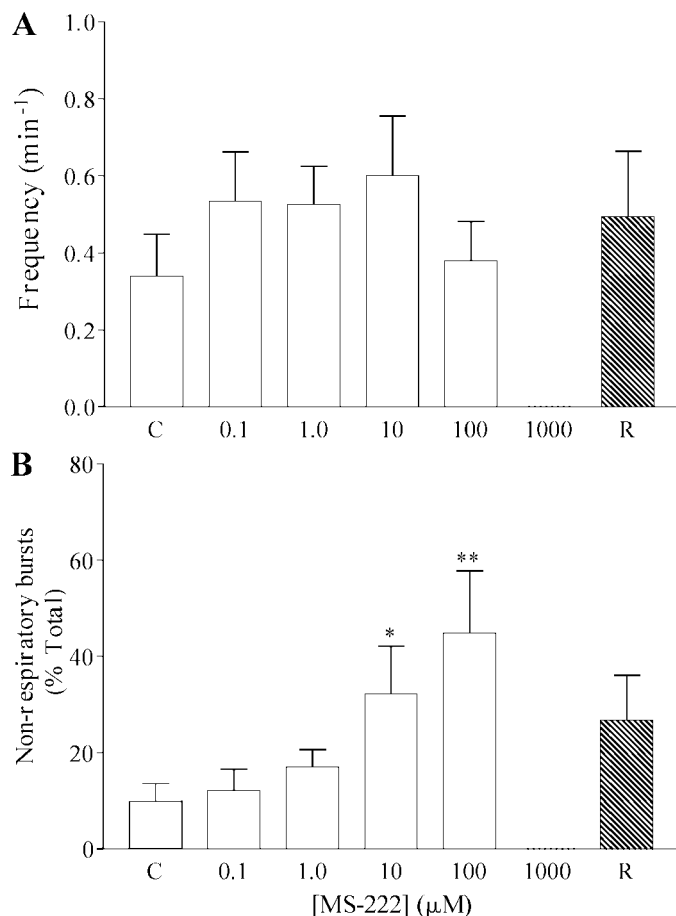 A
Frequency (min⁻¹)
1.0
0.8
0.6
0.4
0.2
0.0
C 0.1 1.0 10 100 1000 R
B
Non-respiratory bursts
(% Total)
80
60
40
20
0
*
**
C 0.1 1.0 10 100 1000 R
[MS-222] (μM)